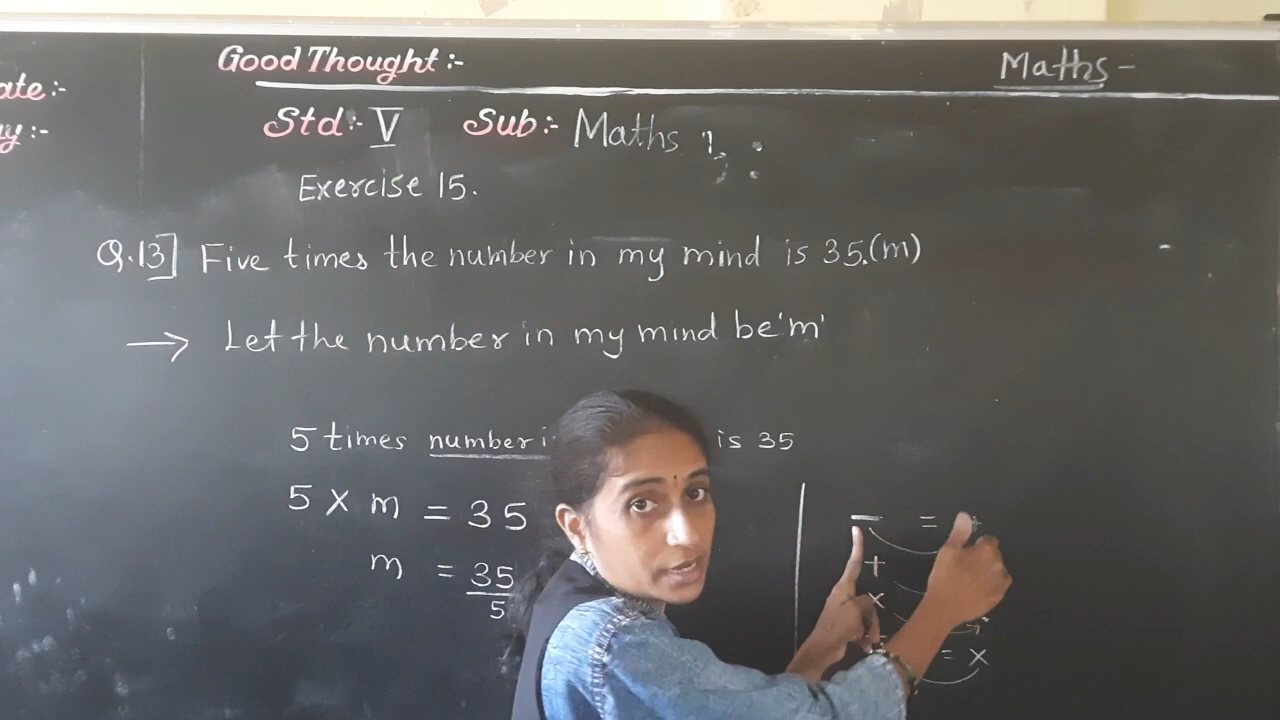 Good Thought :- Maths -
ate:-
Std:- V Sub:- Maths
y:-
Exercise 15.
Q.13] Five times the number in my mind is 35.(m)
→ Let the number in my mind be 'm'
5 times number is 35
5 x m = 35
m = 35
5
- = +
+
x
= x